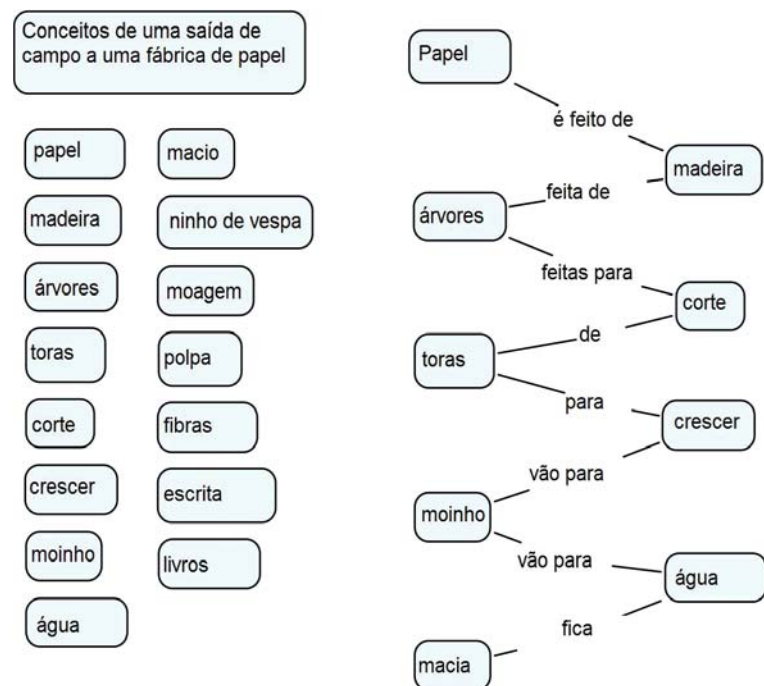 Conceitos de uma saída de
campo a uma fábrica de papel
papel
macio
madeira
ninho de vespa
árvores
moagem
toras
polpa
corte
fibras
crescer
escrita
moinho
livros
água
Papel
é feito de
madeira
feita de
árvores
feitas para
corte
de
toras
para
crescer
vão para
moinho
vão para
água
fica
macia